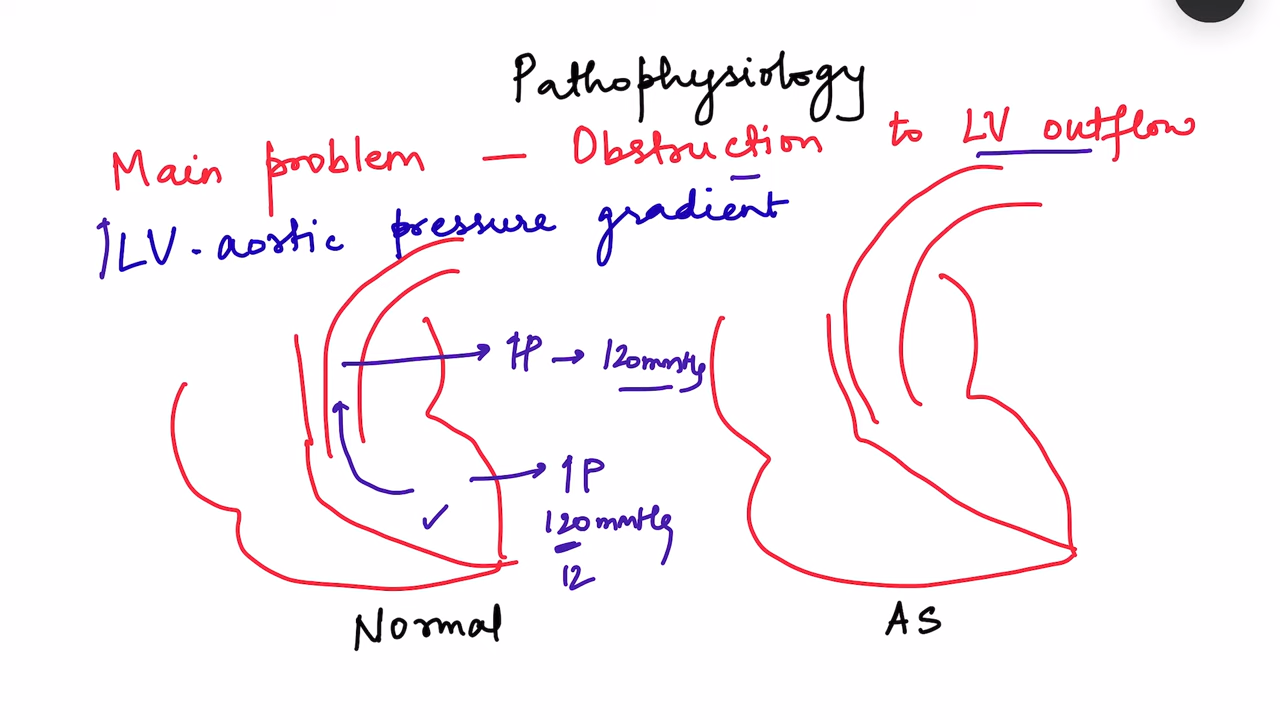 Pathophysiology
Main problem — Obstruction to LV outflow
↑LV-aortic pressure gradient
↑P → 120mmHg
↑P
120mmHg
12
Normal
AS